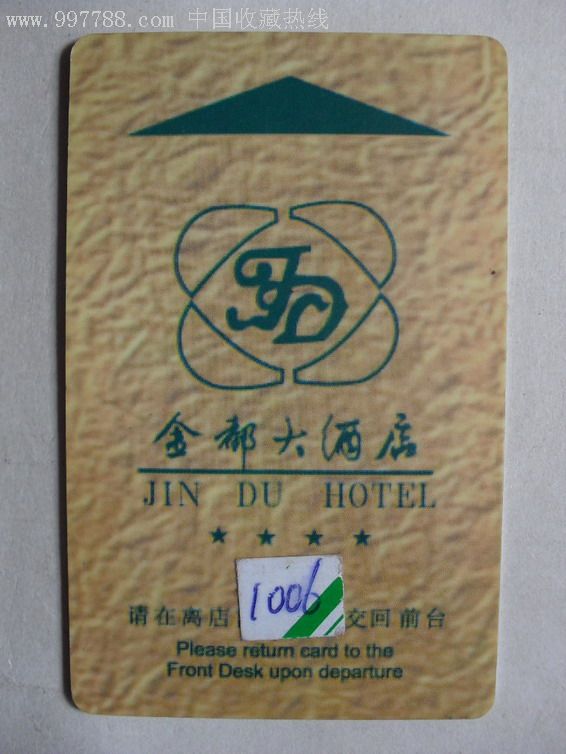 www.997788.com 中国收藏热线
JD
金都大酒店
JIN DU HOTEL
1006
请在离店 交回前台
Please return card to the
Front Desk upon departure